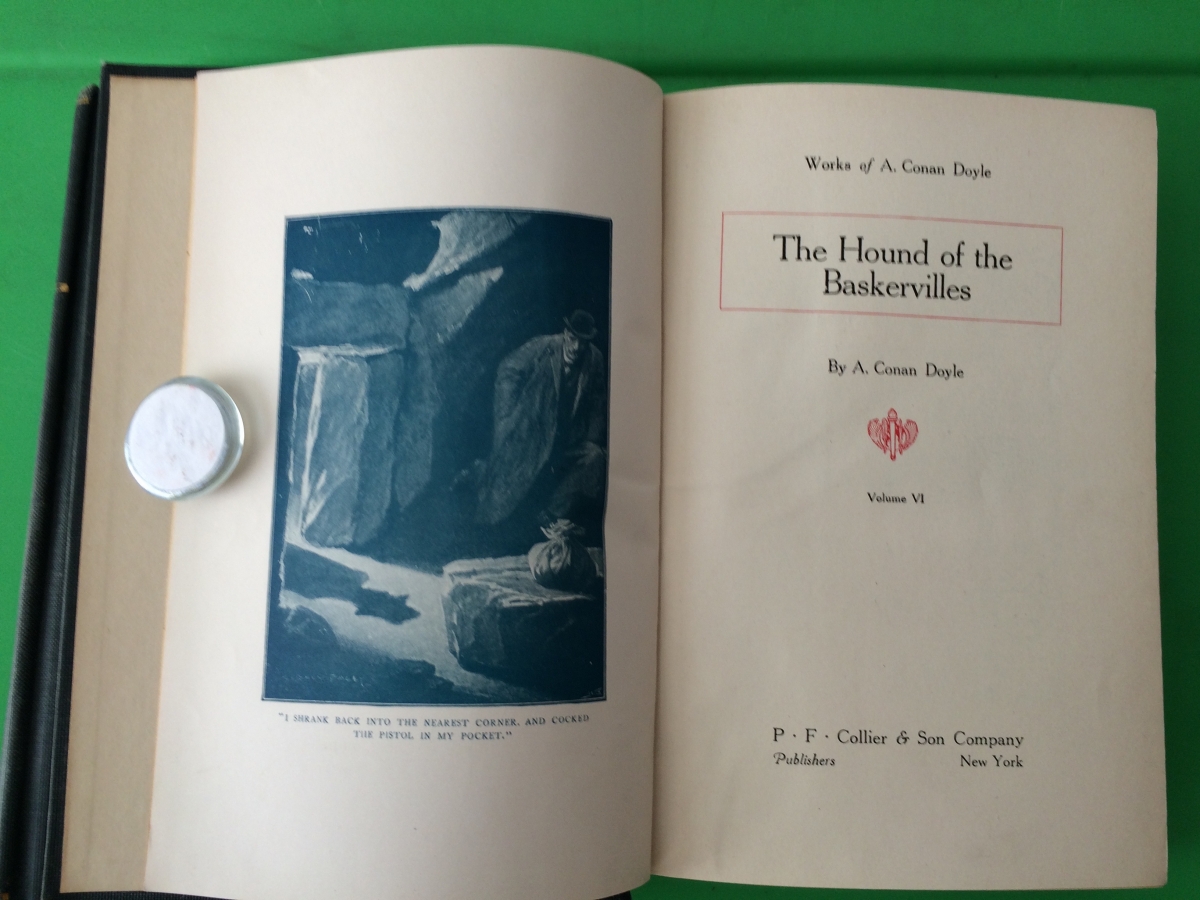 "I SHRANK BACK INTO THE NEAREST CORNER, AND COCKED
THE PISTOL IN MY POCKET."
Works of A. Conan Doyle
The Hound of the
Baskervilles
By A. Conan Doyle
Volume VI
P · F · Collier & Son Company
Publishers New York